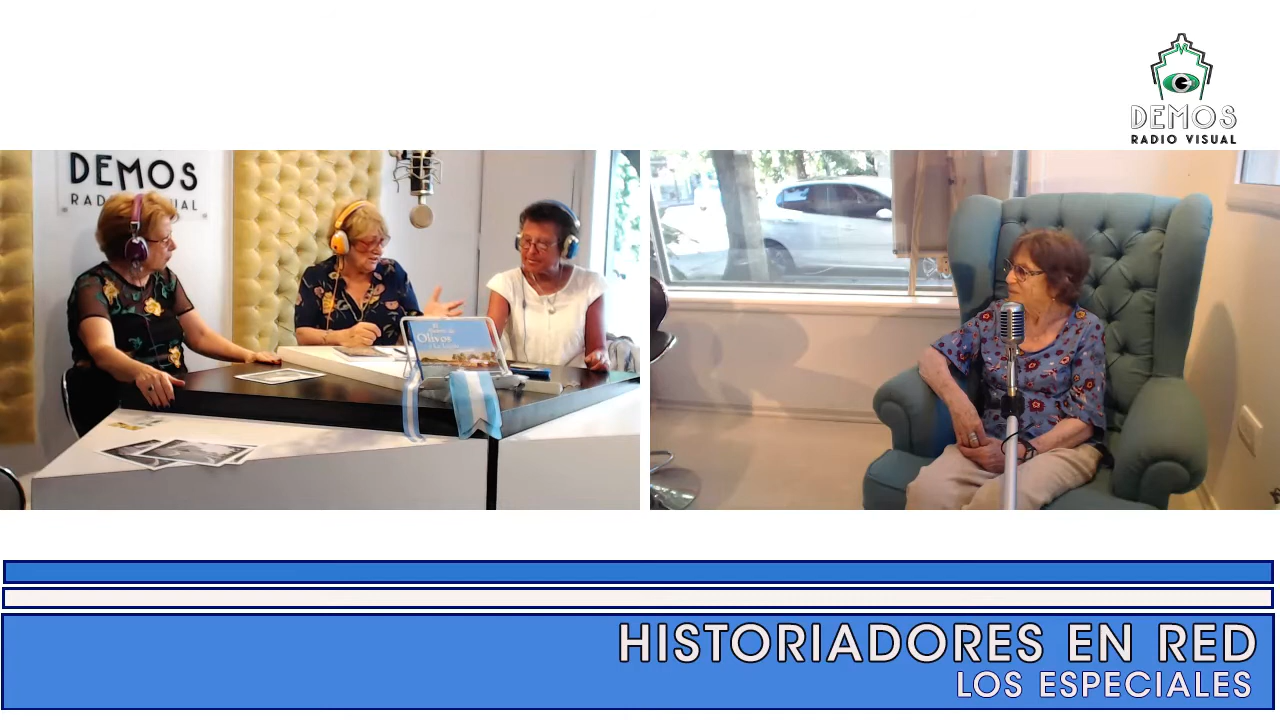 DEMOS
RADIO VISUAL
DEMOS
Olivos
HISTORIADORES EN RED
LOS ESPECIALES